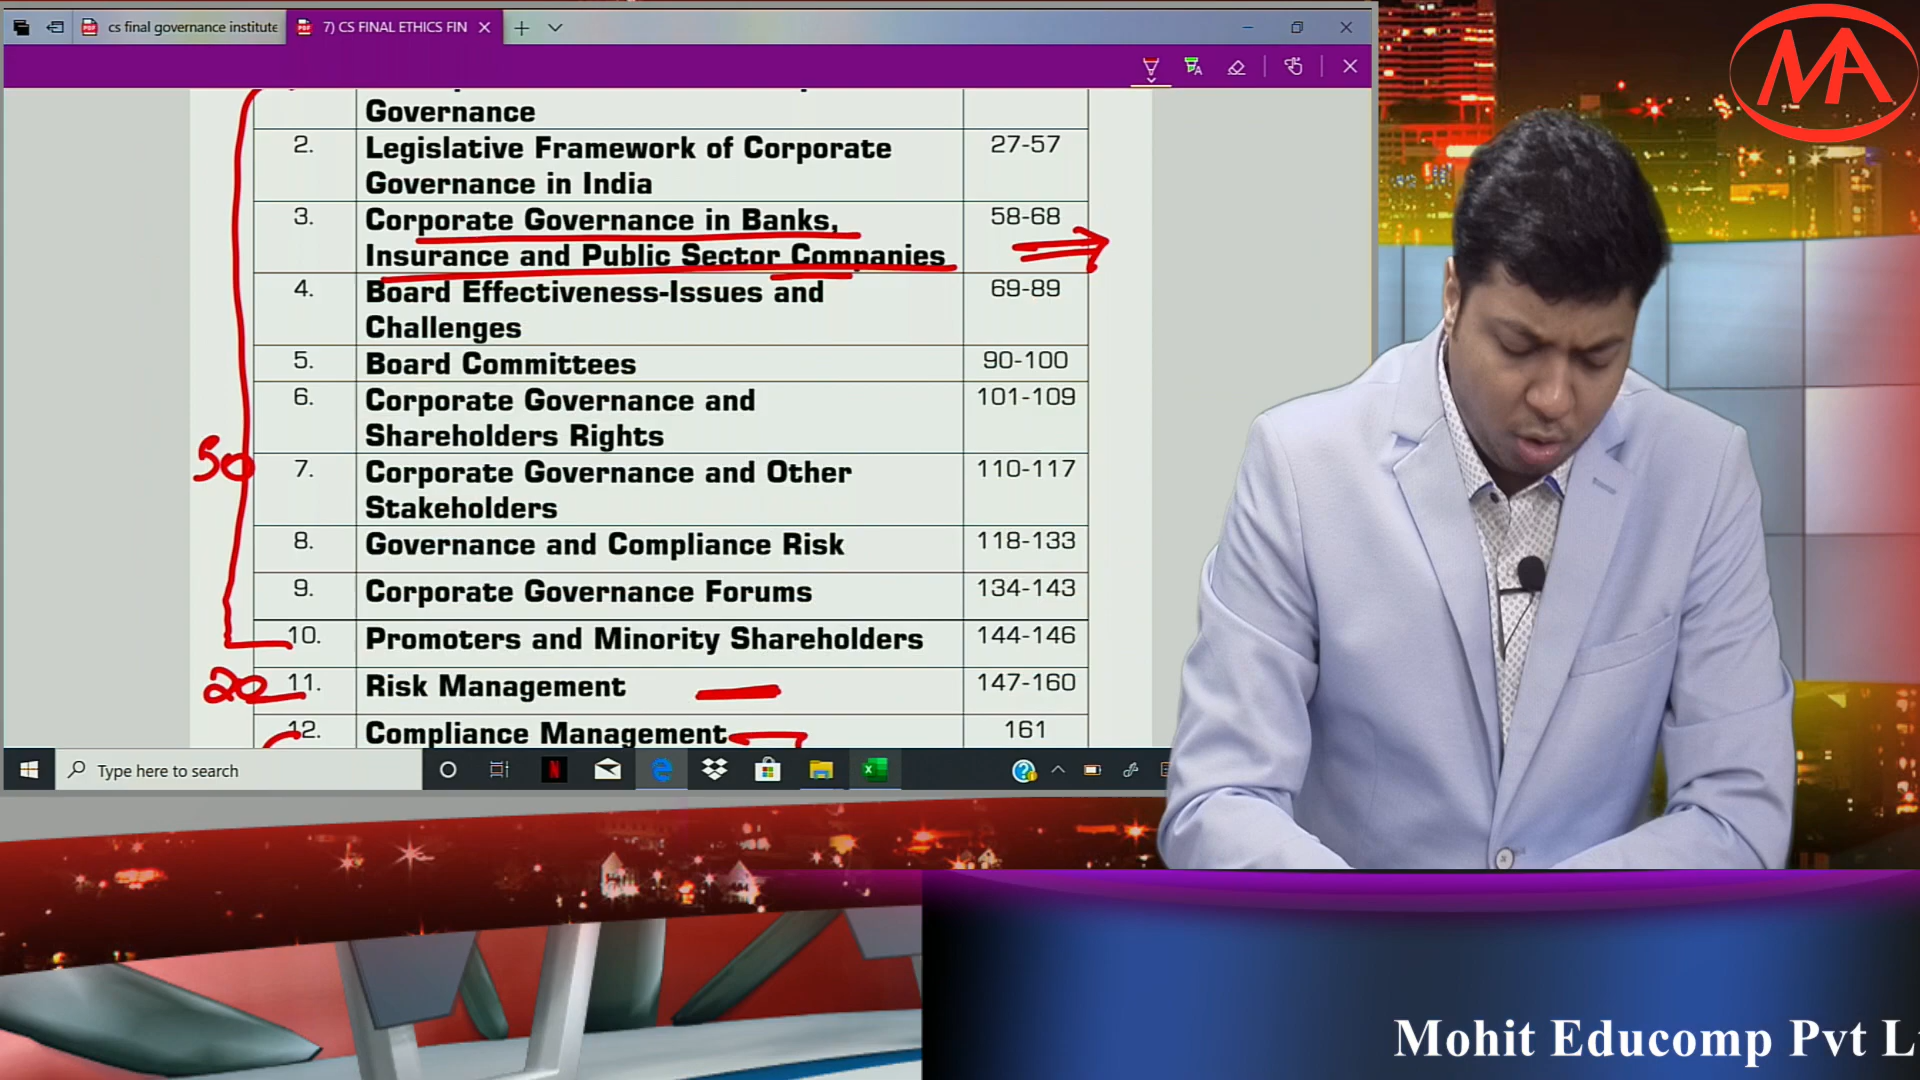 cs final governance institute
7) CS FINAL ETHICS FIN
Governance
2. Legislative Framework of Corporate 27-57
Governance in India
3. Corporate Governance in Banks, 58-68
Insurance and Public Sector Companies
4. Board Effectiveness-Issues and 69-89
Challenges
5. Board Committees 90-100
6. Corporate Governance and 101-109
Shareholders Rights
50
7. Corporate Governance and Other 110-117
Stakeholders
8. Governance and Compliance Risk 118-133
9. Corporate Governance Forums 134-143
10. Promoters and Minority Shareholders 144-146
20 11. Risk Management 147-160
12. Compliance Management 161
Type here to search
MA
Mohit Educomp Pvt L